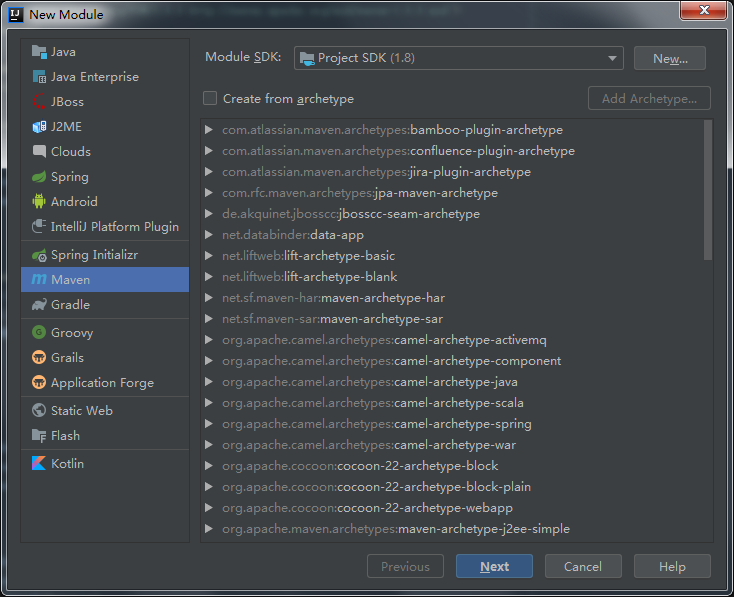 New Module
Java
Java Enterprise
JBoss
J2ME
Clouds
Spring
Android
IntelliJ Platform Plugin
Spring Initializr
Maven
Gradle
Groovy
Grails
Application Forge
Static Web
Flash
Kotlin
Module SDK: Project SDK (1.8) New...
Create from archetype Add Archetype...
com.atlassian.maven.archetypes:bamboo-plugin-archetype
com.atlassian.maven.archetypes:confluence-plugin-archetype
com.atlassian.maven.archetypes:jira-plugin-archetype
com.rfc.maven.archetypes:jpa-maven-archetype
de.akquinet.jbosscc:jbosscc-seam-archetype
net.databinder:data-app
net.liftweb:lift-archetype-basic
net.liftweb:lift-archetype-blank
net.sf.maven-har:maven-archetype-har
net.sf.maven-sar:maven-archetype-sar
org.apache.camel.archetypes:camel-archetype-activemq
org.apache.camel.archetypes:camel-archetype-component
org.apache.camel.archetypes:camel-archetype-java
org.apache.camel.archetypes:camel-archetype-scala
org.apache.camel.archetypes:camel-archetype-spring
org.apache.camel.archetypes:camel-archetype-war
org.apache.cocoon:cocoon-22-archetype-block
org.apache.cocoon:cocoon-22-archetype-block-plain
org.apache.cocoon:cocoon-22-archetype-webapp
org.apache.maven.archetypes:maven-archetype-j2ee-simple
Previous Next Cancel Help